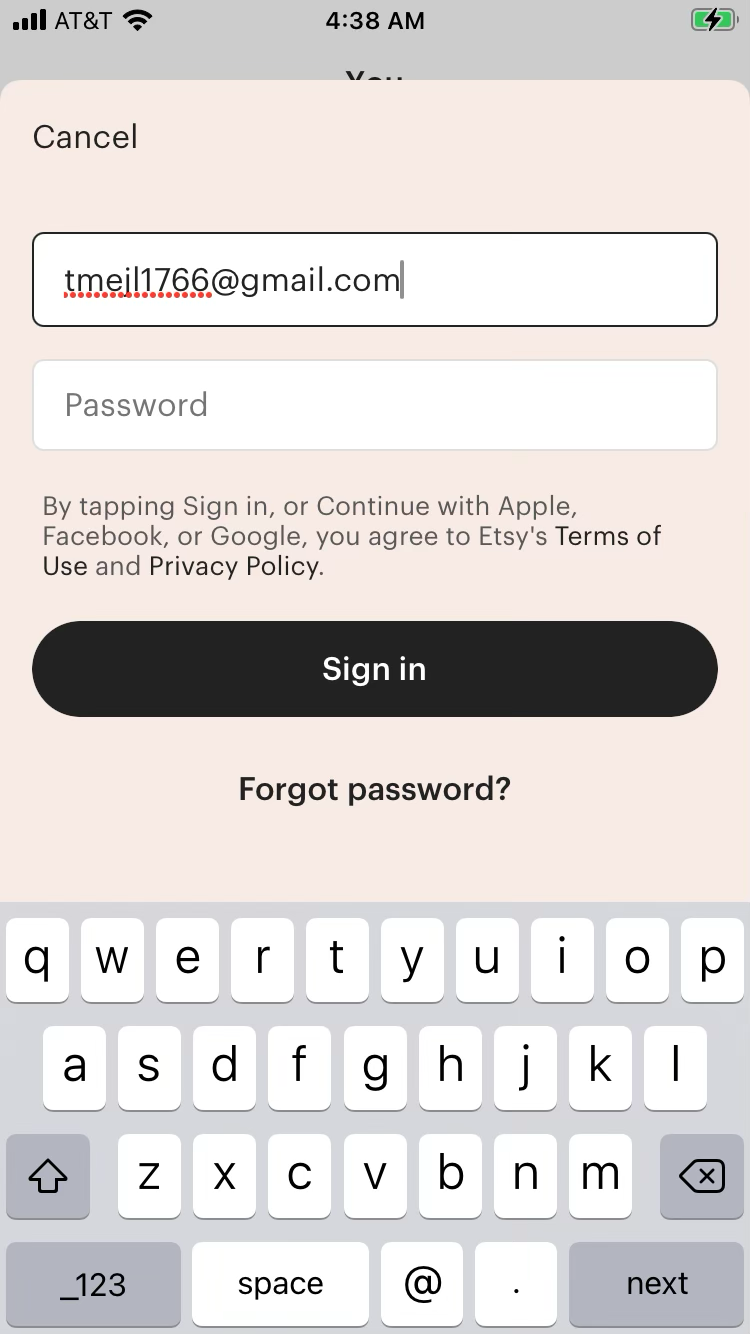 AT&T 4:38 AM
You
Cancel
tmejl1766@gmail.com
Password
By tapping Sign in, or Continue with Apple,
Facebook, or Google, you agree to Etsy's Terms of
Use and Privacy Policy.
Sign in
Forgot password?
q w e r t y u i o p
a s d f g h j k l
z x c v b n m
_123 space @ . next